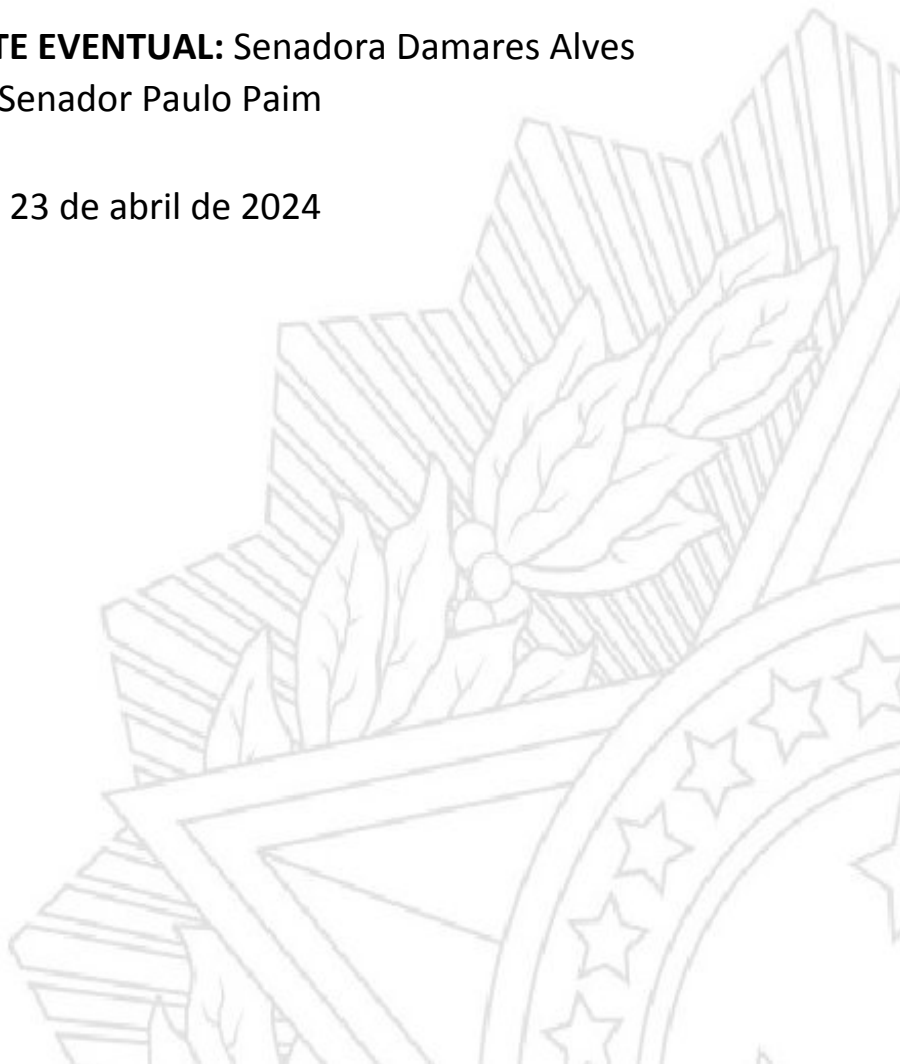 TE EVENTUAL: Senadora Damares Alves
Senador Paulo Paim
23 de abril de 2024